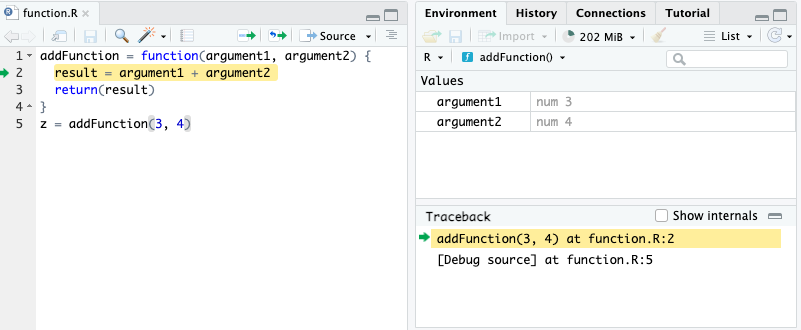 function.R
Source
1 addFunction = function(argument1, argument2) {
2 result = argument1 + argument2
3 return(result)
4 }
5 z = addFunction(3, 4)
Environment History Connections Tutorial
Import 202 MiB List
R addFunction()
Values
argument1 num 3
argument2 num 4
Traceback Show internals
addFunction(3, 4) at function.R:2
[Debug source] at function.R:5